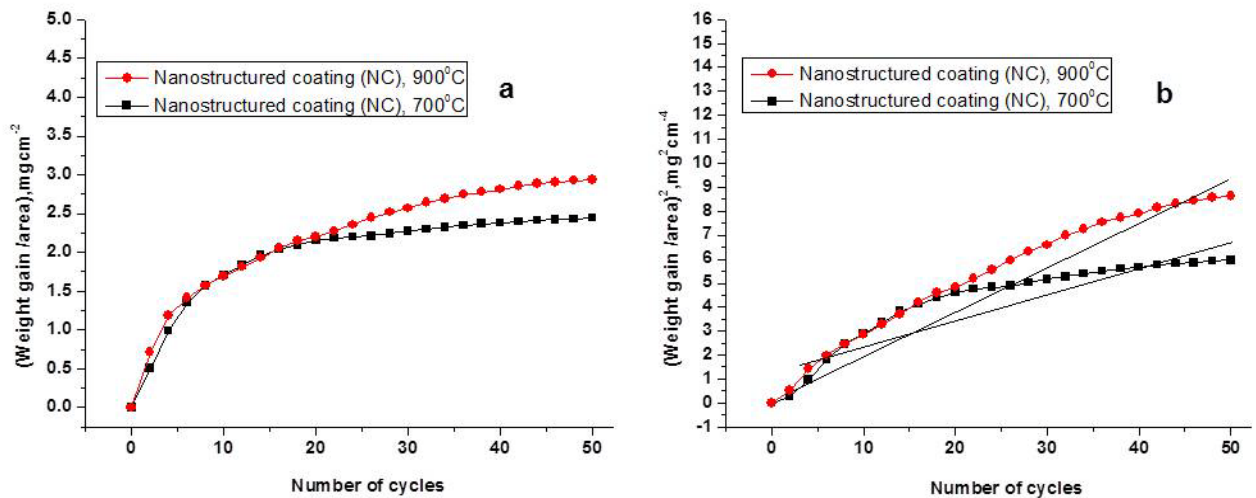 5.0
4.5
4.0
3.5
3.0
2.5
2.0
1.5
1.0
0.5
0.0
(Weight gain /area),mgcm⁻²
Nanostructured coating (NC), 900⁰C
Nanostructured coating (NC), 700⁰C
a
0 10 20 30 40 50
Number of cycles
16
15
14
13
12
11
10
9
8
7
6
5
4
3
2
1
0
-1
(Weight gain /area)²,mg²cm⁻⁴
Nanostructured coating (NC), 900⁰C
Nanostructured coating (NC), 700⁰C
b
0 10 20 30 40 50
Number of cycles